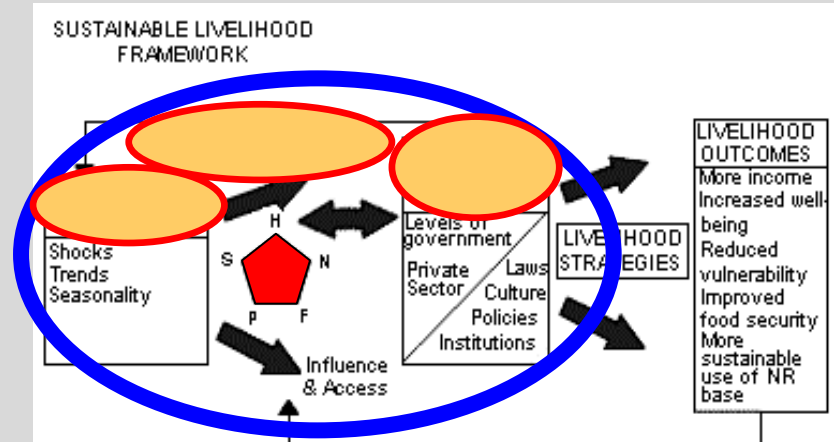 SUSTAINABLE LIVELIHOOD
FRAMEWORK
Shocks
Trends
Seasonality
H
S
N
P
F
Influence
& Access
Levels of
government
Private
Sector
Laws
Culture
Policies
Institutions
LIVELIHOOD
STRATEGIES
LIVELIHOOD
OUTCOMES
More income
Increased well-
being
Reduced
vulnerability
Improved
food security
More
sustainable
use of NR
base